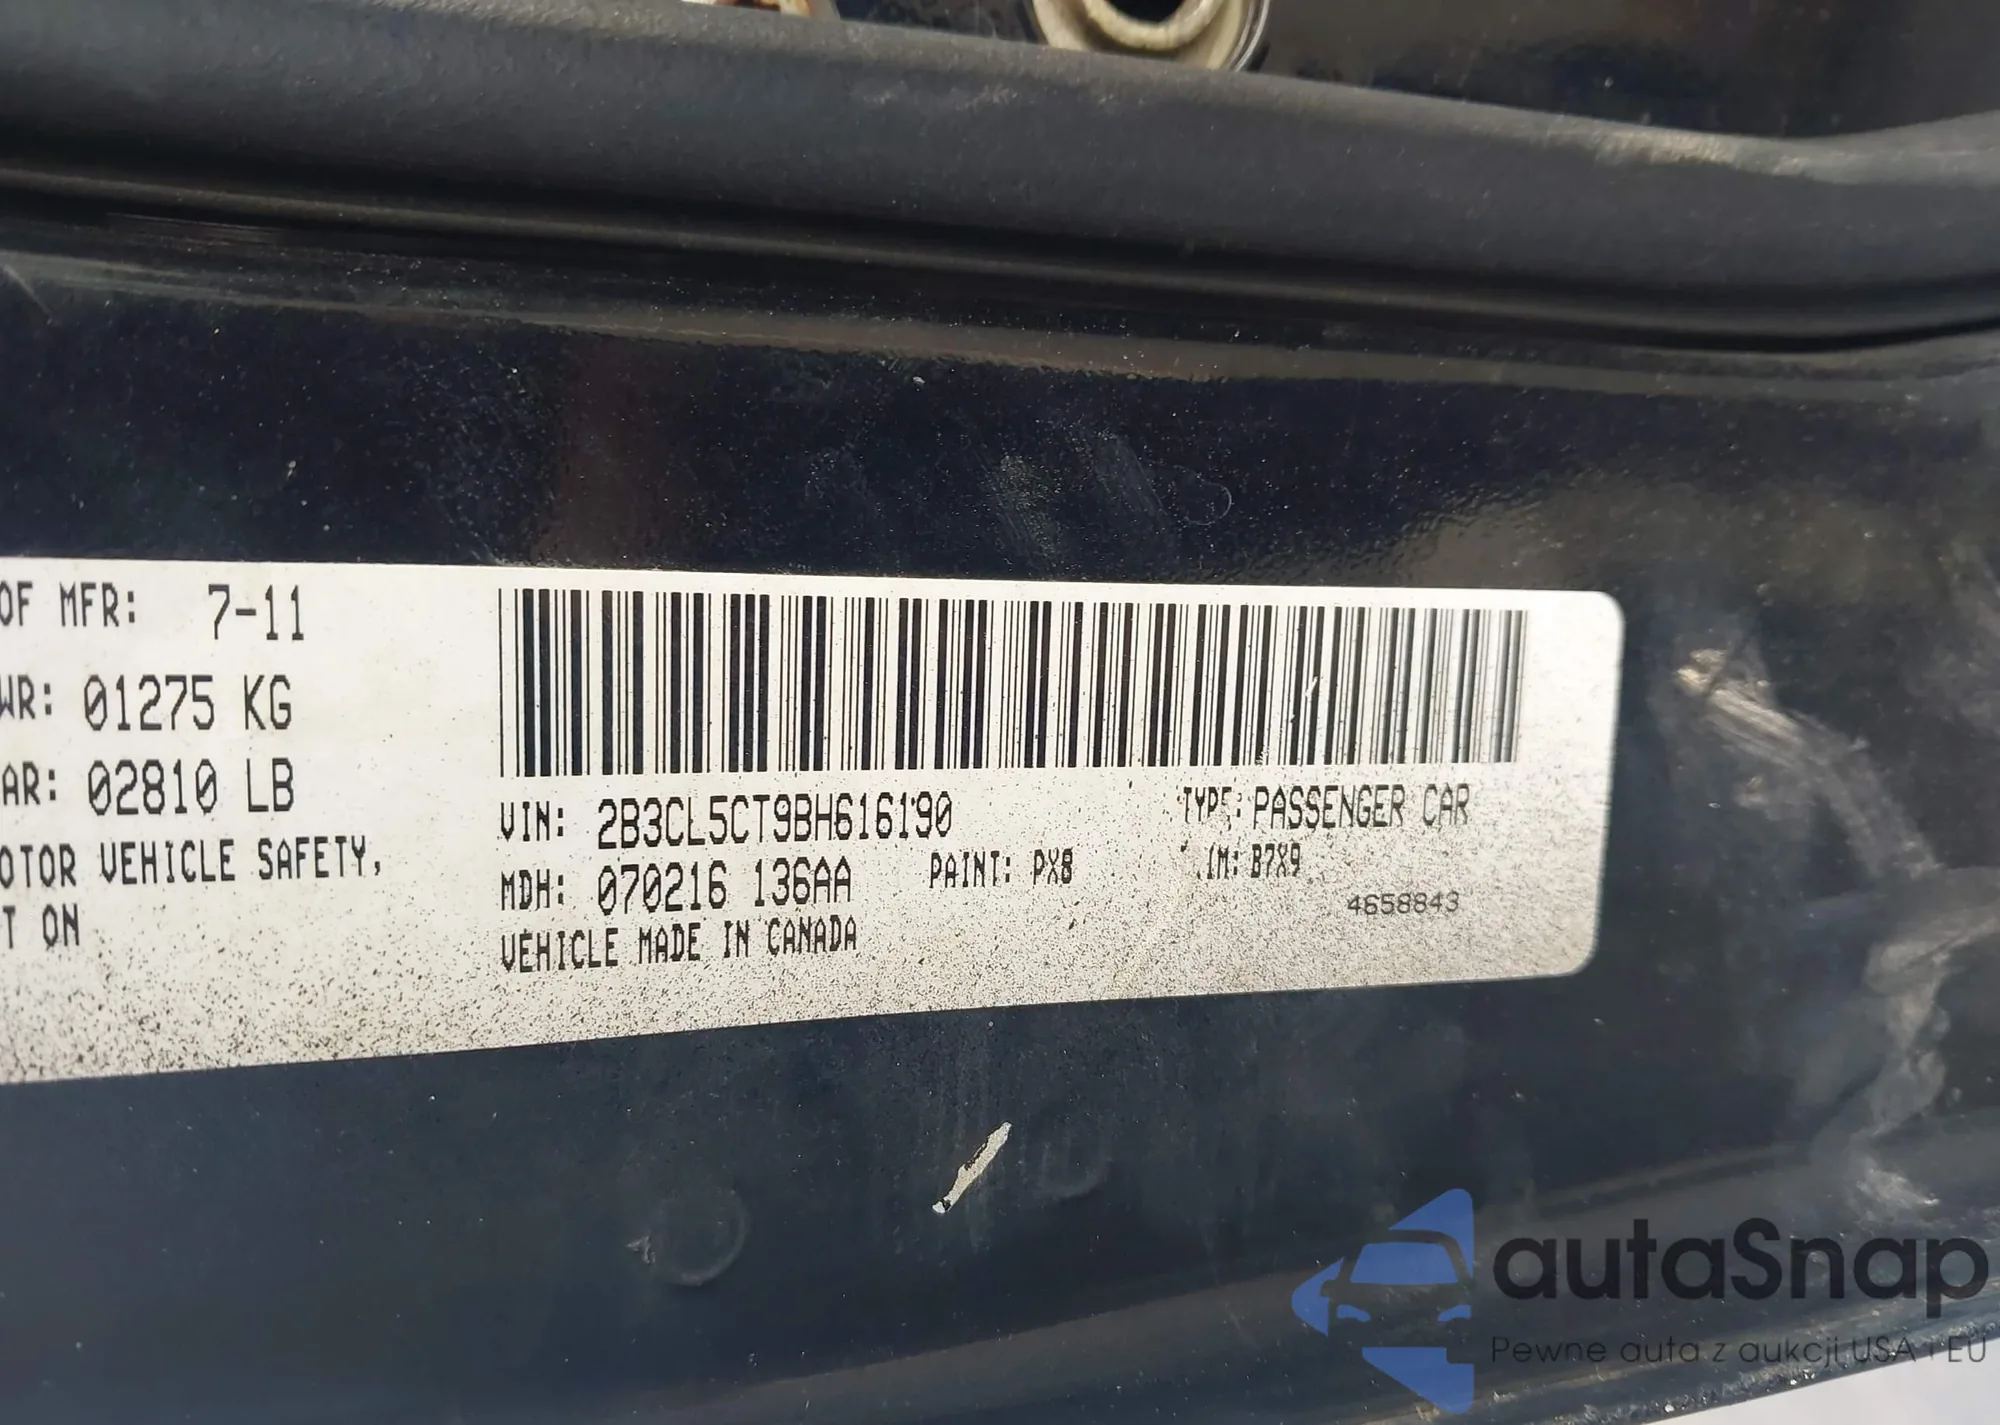 OF MFR: 7-11
WR: 01275 KG
AR: 02810 LB
OTOR VEHICLE SAFETY,
T ON
VIN: 2B3CL5CT9BH616190
TYPE: PASSENGER CAR
MDH: 070216 136AA
PAINT: PX8
IM: B7X9
4658843
VEHICLE MADE IN CANADA
autaSnap
Pewne auta z aukcji USA i EU